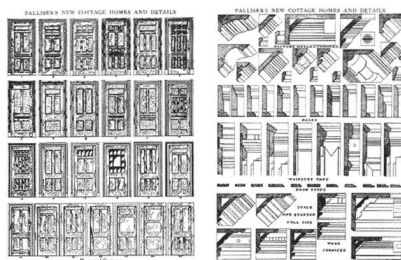 PALLISER'S NEW COTTAGE HOMES AND DETAILS
PALLISER'S NEW COTTAGE HOMES AND DETAILS
PICTURE
BASES
WAINSCOT CAPS
DOOR STOPS
SCALE
ONE QUARTER
FULL SIZE
WOOD
CORNICES